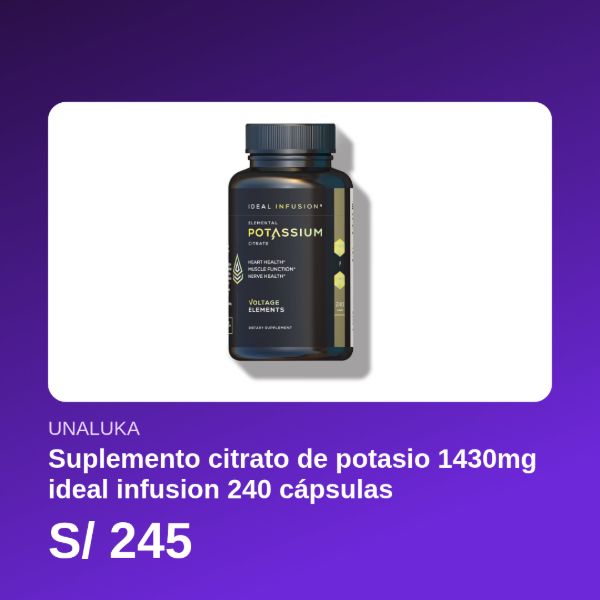 IDEAL INFUSION
ELEMENTAL
POTASSIUM
CITRATE
HEART HEALTH*
MUSCLE FUNCTION*
NERVE HEALTH*
VOLTAGE
ELEMENTS
DIETARY SUPPLEMENT
240
UNALUKA
Suplemento citrato de potasio 1430mg
ideal infusion 240 cápsulas
S/ 245